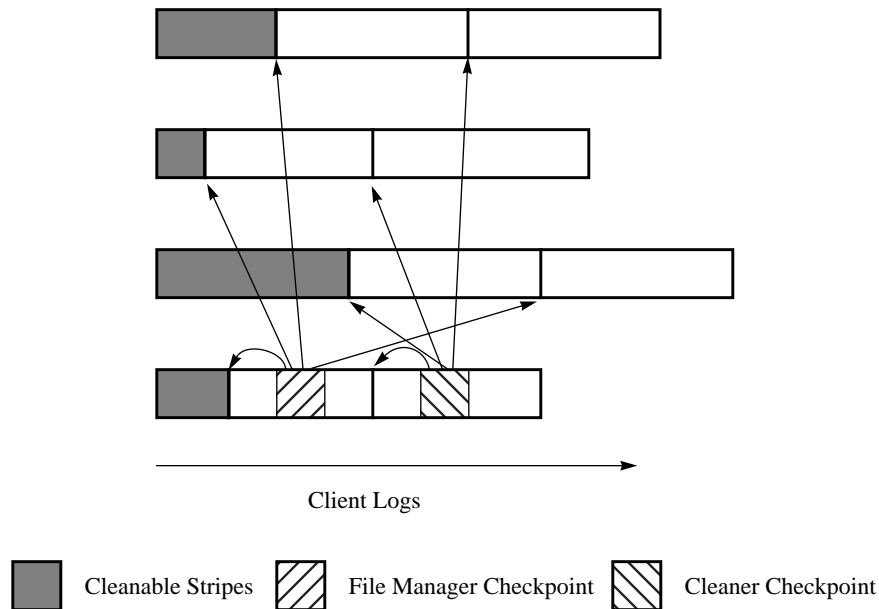 Client Logs
Cleanable Stripes
File Manager Checkpoint
Cleaner Checkpoint